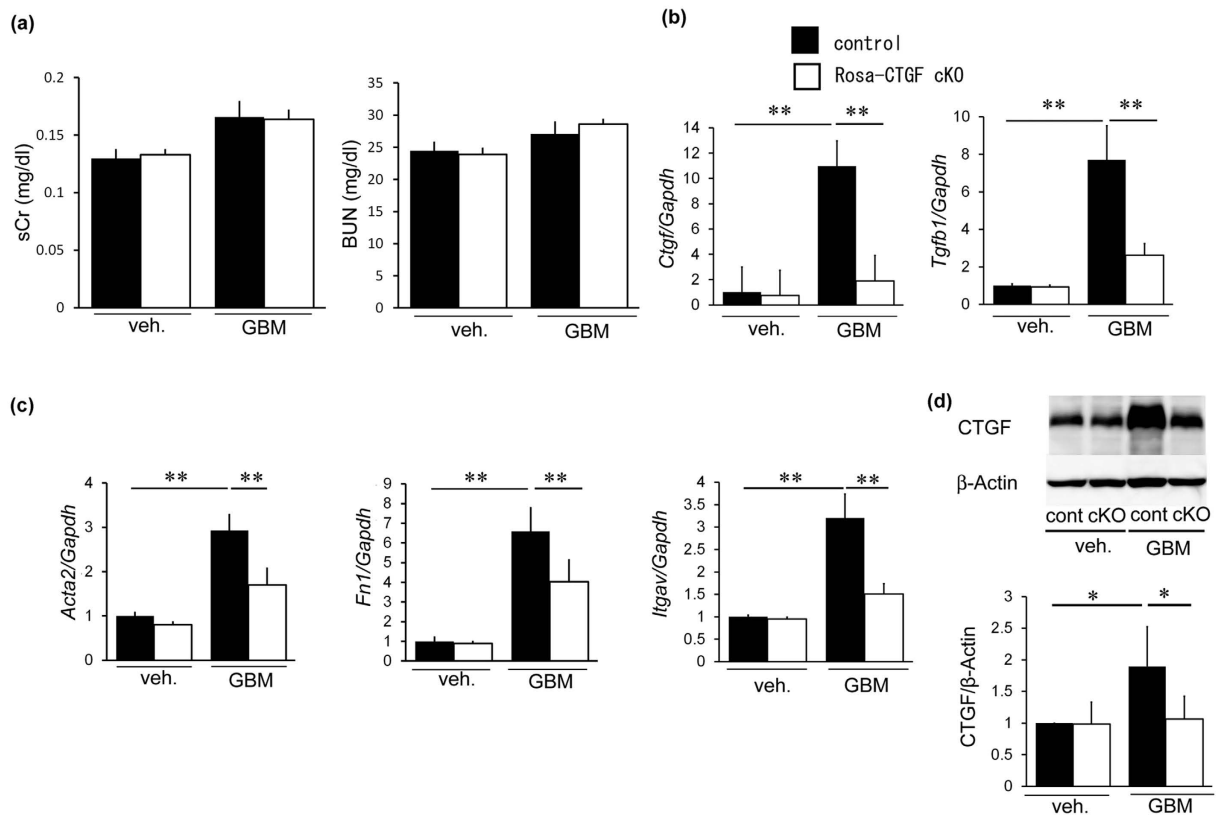 (a)
sCr (mg/dl)
0.2
0.15
0.1
0.05
0
veh.
GBM
BUN (mg/dl)
35
30
25
20
15
10
5
0
veh.
GBM
(b)
control
Rosa-CTGF cKO
Ctgf/Gapdh
14
12
10
8
6
4
2
0
** **
veh.
GBM
Tgfb1/Gapdh
10
8
6
4
2
0
** **
veh.
GBM
(c)
Acta2/Gapdh
4
3
2
1
0
** **
veh.
GBM
Fn1/Gapdh
9
8
7
6
5
4
3
2
1
0
** **
veh.
GBM
Itgav/Gapdh
4
3.5
3
2.5
2
1.5
1
0.5
0
** **
veh.
GBM
(d)
CTGF
β-Actin
cont cKO cont cKO
veh. GBM
CTGF/β-Actin
3
2.5
2
1.5
1
0.5
0
* *
veh.
GBM